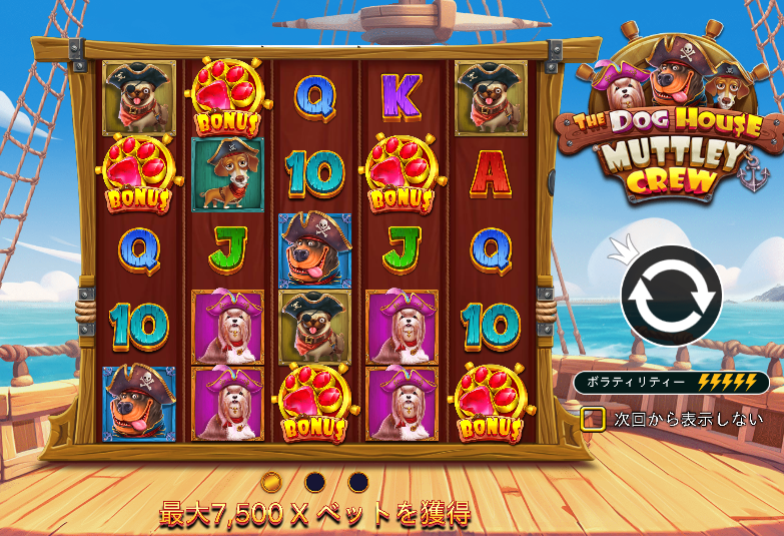 Q K
BONUS
THE DOG HOUSE
MUTTLEY
CREW
10 A
BONUS BONUS
Q J J Q
10 10
ボラティリティー
BONUS BONUS
次回から表示しない
最大7,500 X ベットを獲得